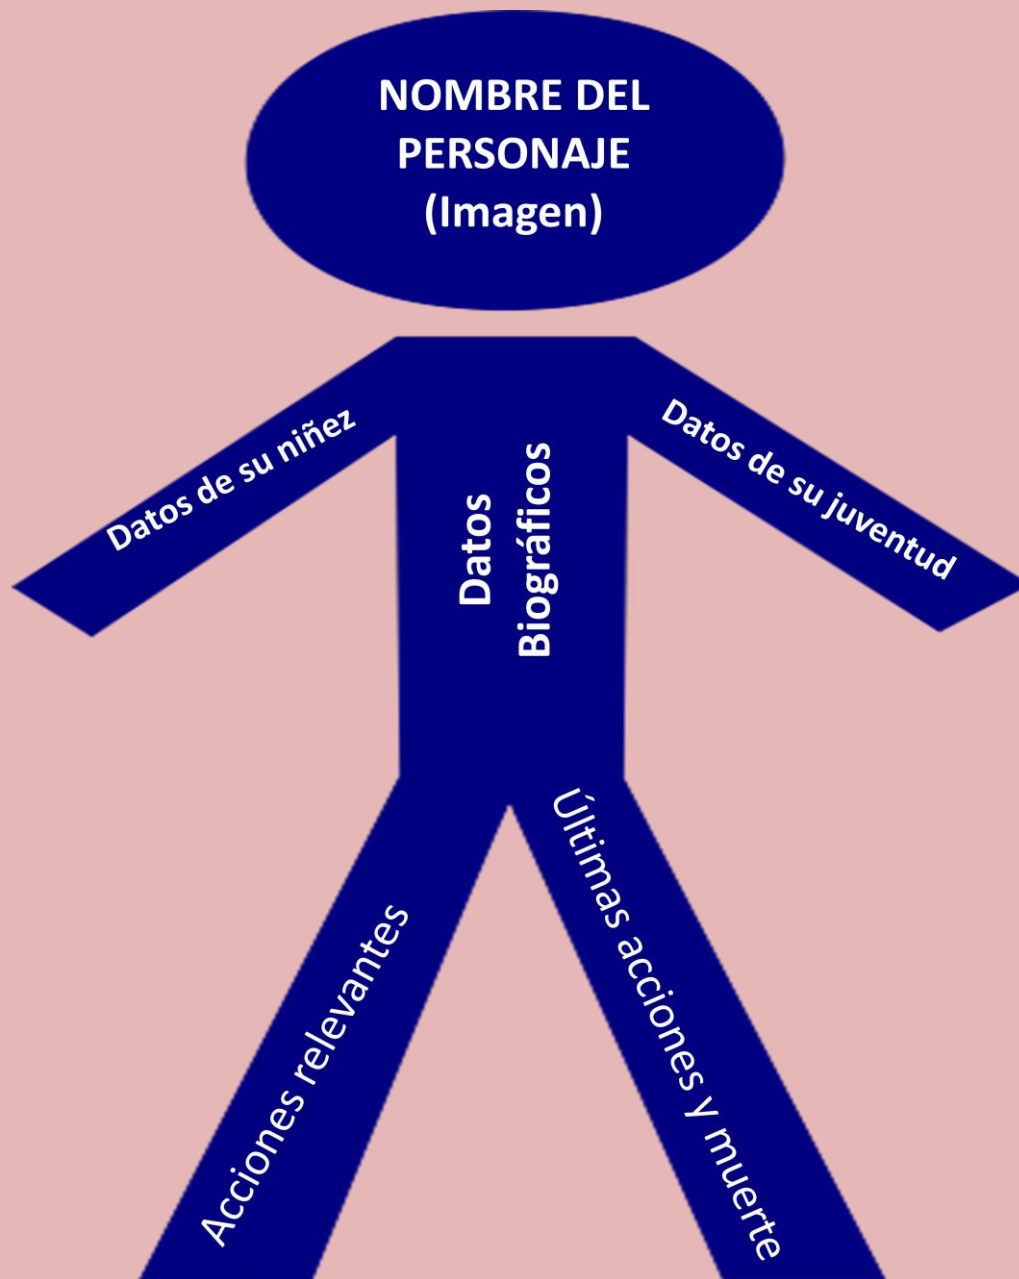 NOMBRE DEL
PERSONAJE
(Imagen)
Datos de su niñez
Datos de su juventud
Datos
Biográficos
Acciones relevantes
Últimas acciones y muerte